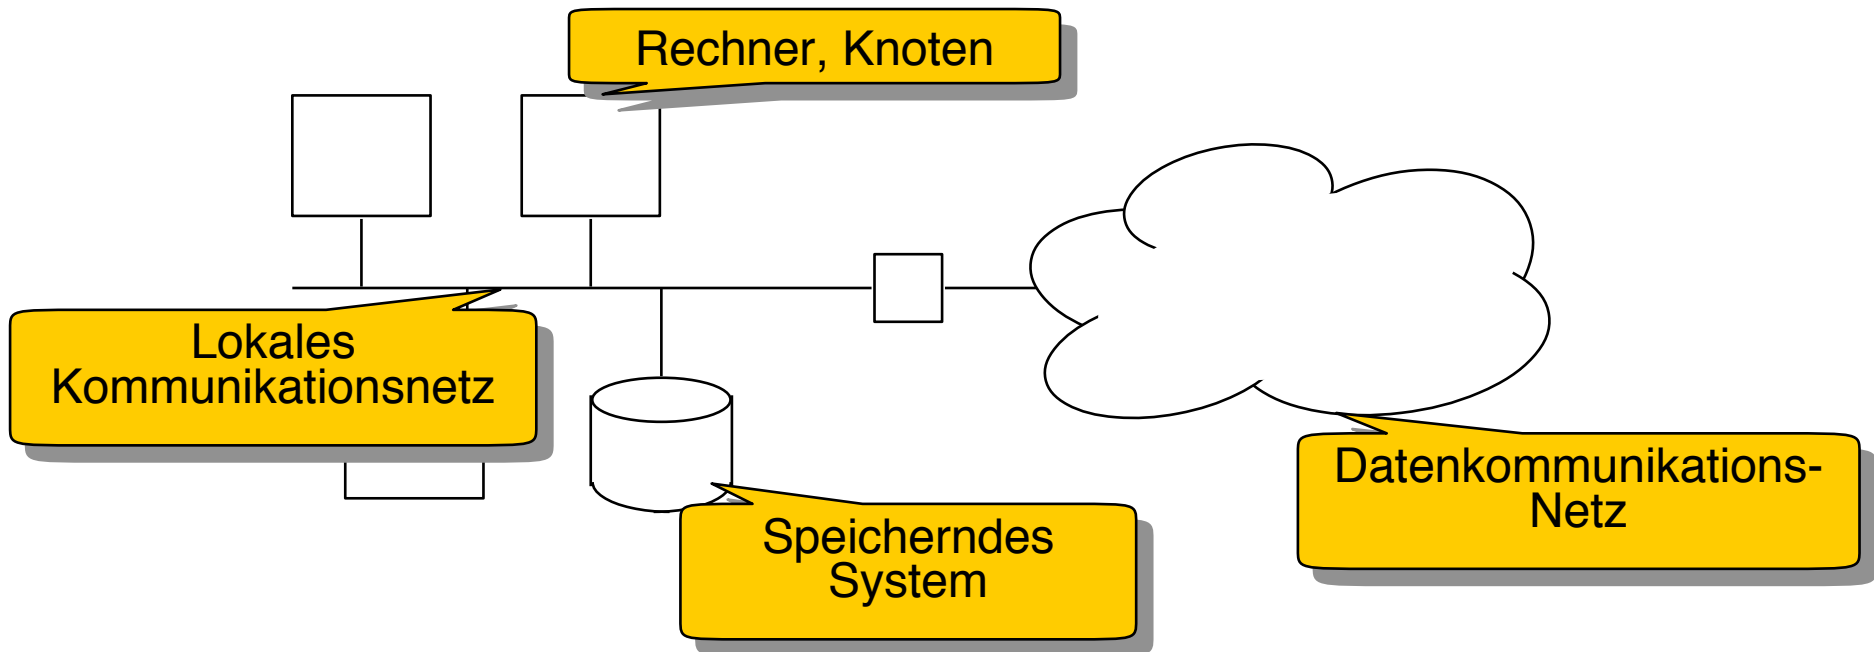 Rechner, Knoten
Lokales
Kommunikationsnetz
Datenkommunikations-
Netz
Speicherndes
System